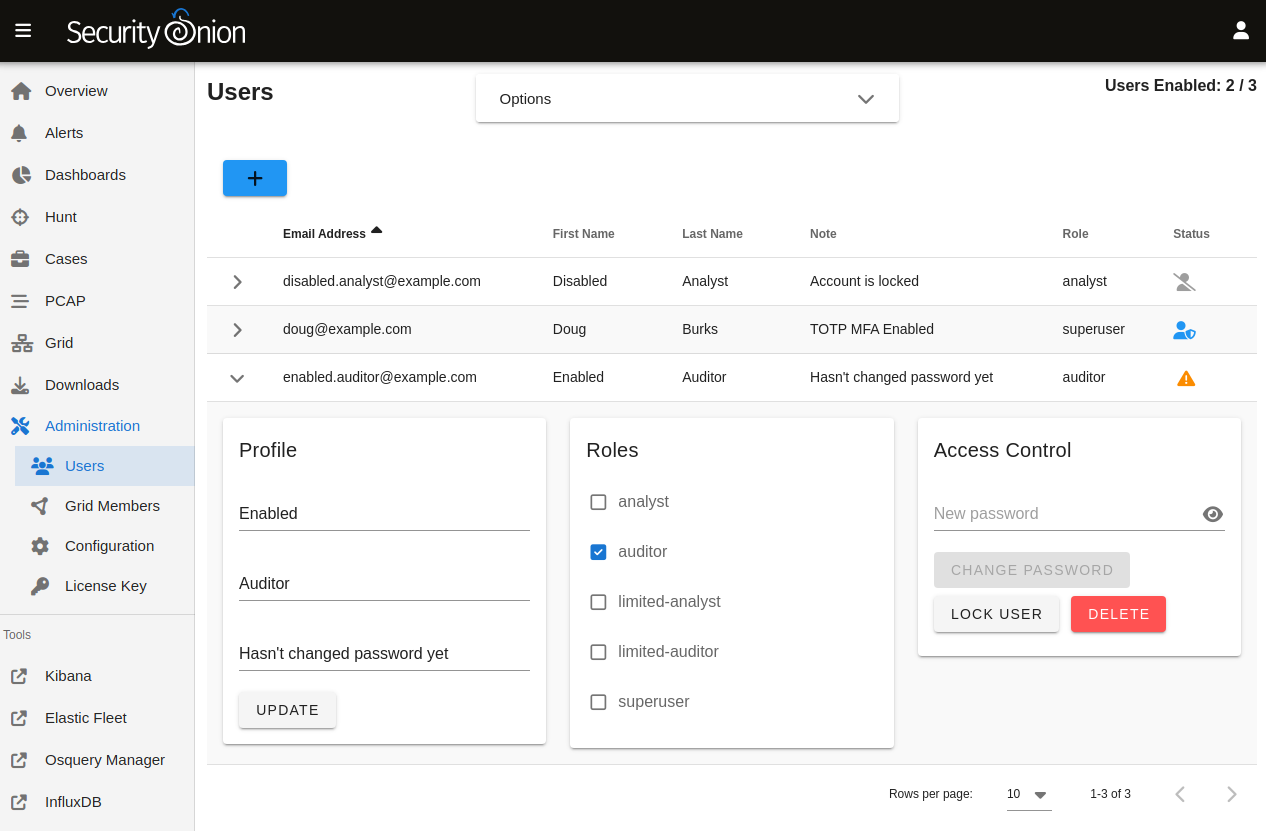 Security Onion
Overview
Alerts
Dashboards
Hunt
Cases
PCAP
Grid
Downloads
Administration
Users
Grid Members
Configuration
License Key
Tools
Kibana
Elastic Fleet
Osquery Manager
InfluxDB
Users
Options
Users Enabled: 2 / 3
Email Address First Name Last Name Note Role Status
disabled.analyst@example.com Disabled Analyst Account is locked analyst
doug@example.com Doug Burks TOTP MFA Enabled superuser
enabled.auditor@example.com Enabled Auditor Hasn't changed password yet auditor
Profile
Enabled
Auditor
Hasn't changed password yet
UPDATE
Roles
analyst
auditor
limited-analyst
limited-auditor
superuser
Access Control
New password
CHANGE PASSWORD
LOCK USER DELETE
Rows per page: 10 1-3 of 3